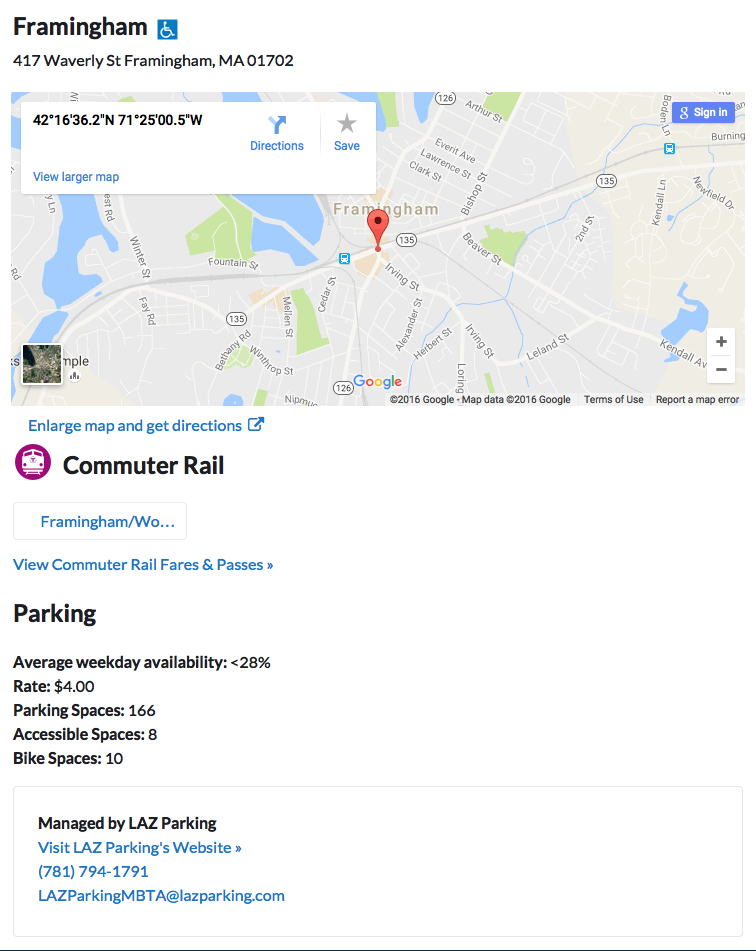 Framingham
417 Waverly St Framingham, MA 01702
42°16'36.2"N 71°25'00.5"W
Directions
Save
View larger map
Sign in
126
Arthur St
Boden Ln
Burning
Everit Ave
Lawrence St
Clark St
Bishop St
135
Kendall Ln
Newfield Dr
Framingham
2nd St
135
Beaver St
Winter St
Fountain St
Irving St
Fay Rd
Cedar St
Mellen St
135
Alexander St
Herbert St
Irving St
Leland St
Bethany Rd
Winthrop St
Kendall Av
Loring
Nipmu
126
Google
©2016 Google - Map data ©2016 Google
Terms of Use
Report a map error
Enlarge map and get directions
Commuter Rail
Framingham/Wo…
View Commuter Rail Fares & Passes »
Parking
Average weekday availability: <28%
Rate: $4.00
Parking Spaces: 166
Accessible Spaces: 8
Bike Spaces: 10
Managed by LAZ Parking
Visit LAZ Parking's Website »
(781) 794-1791
LAZParkingMBTA@lazparking.com